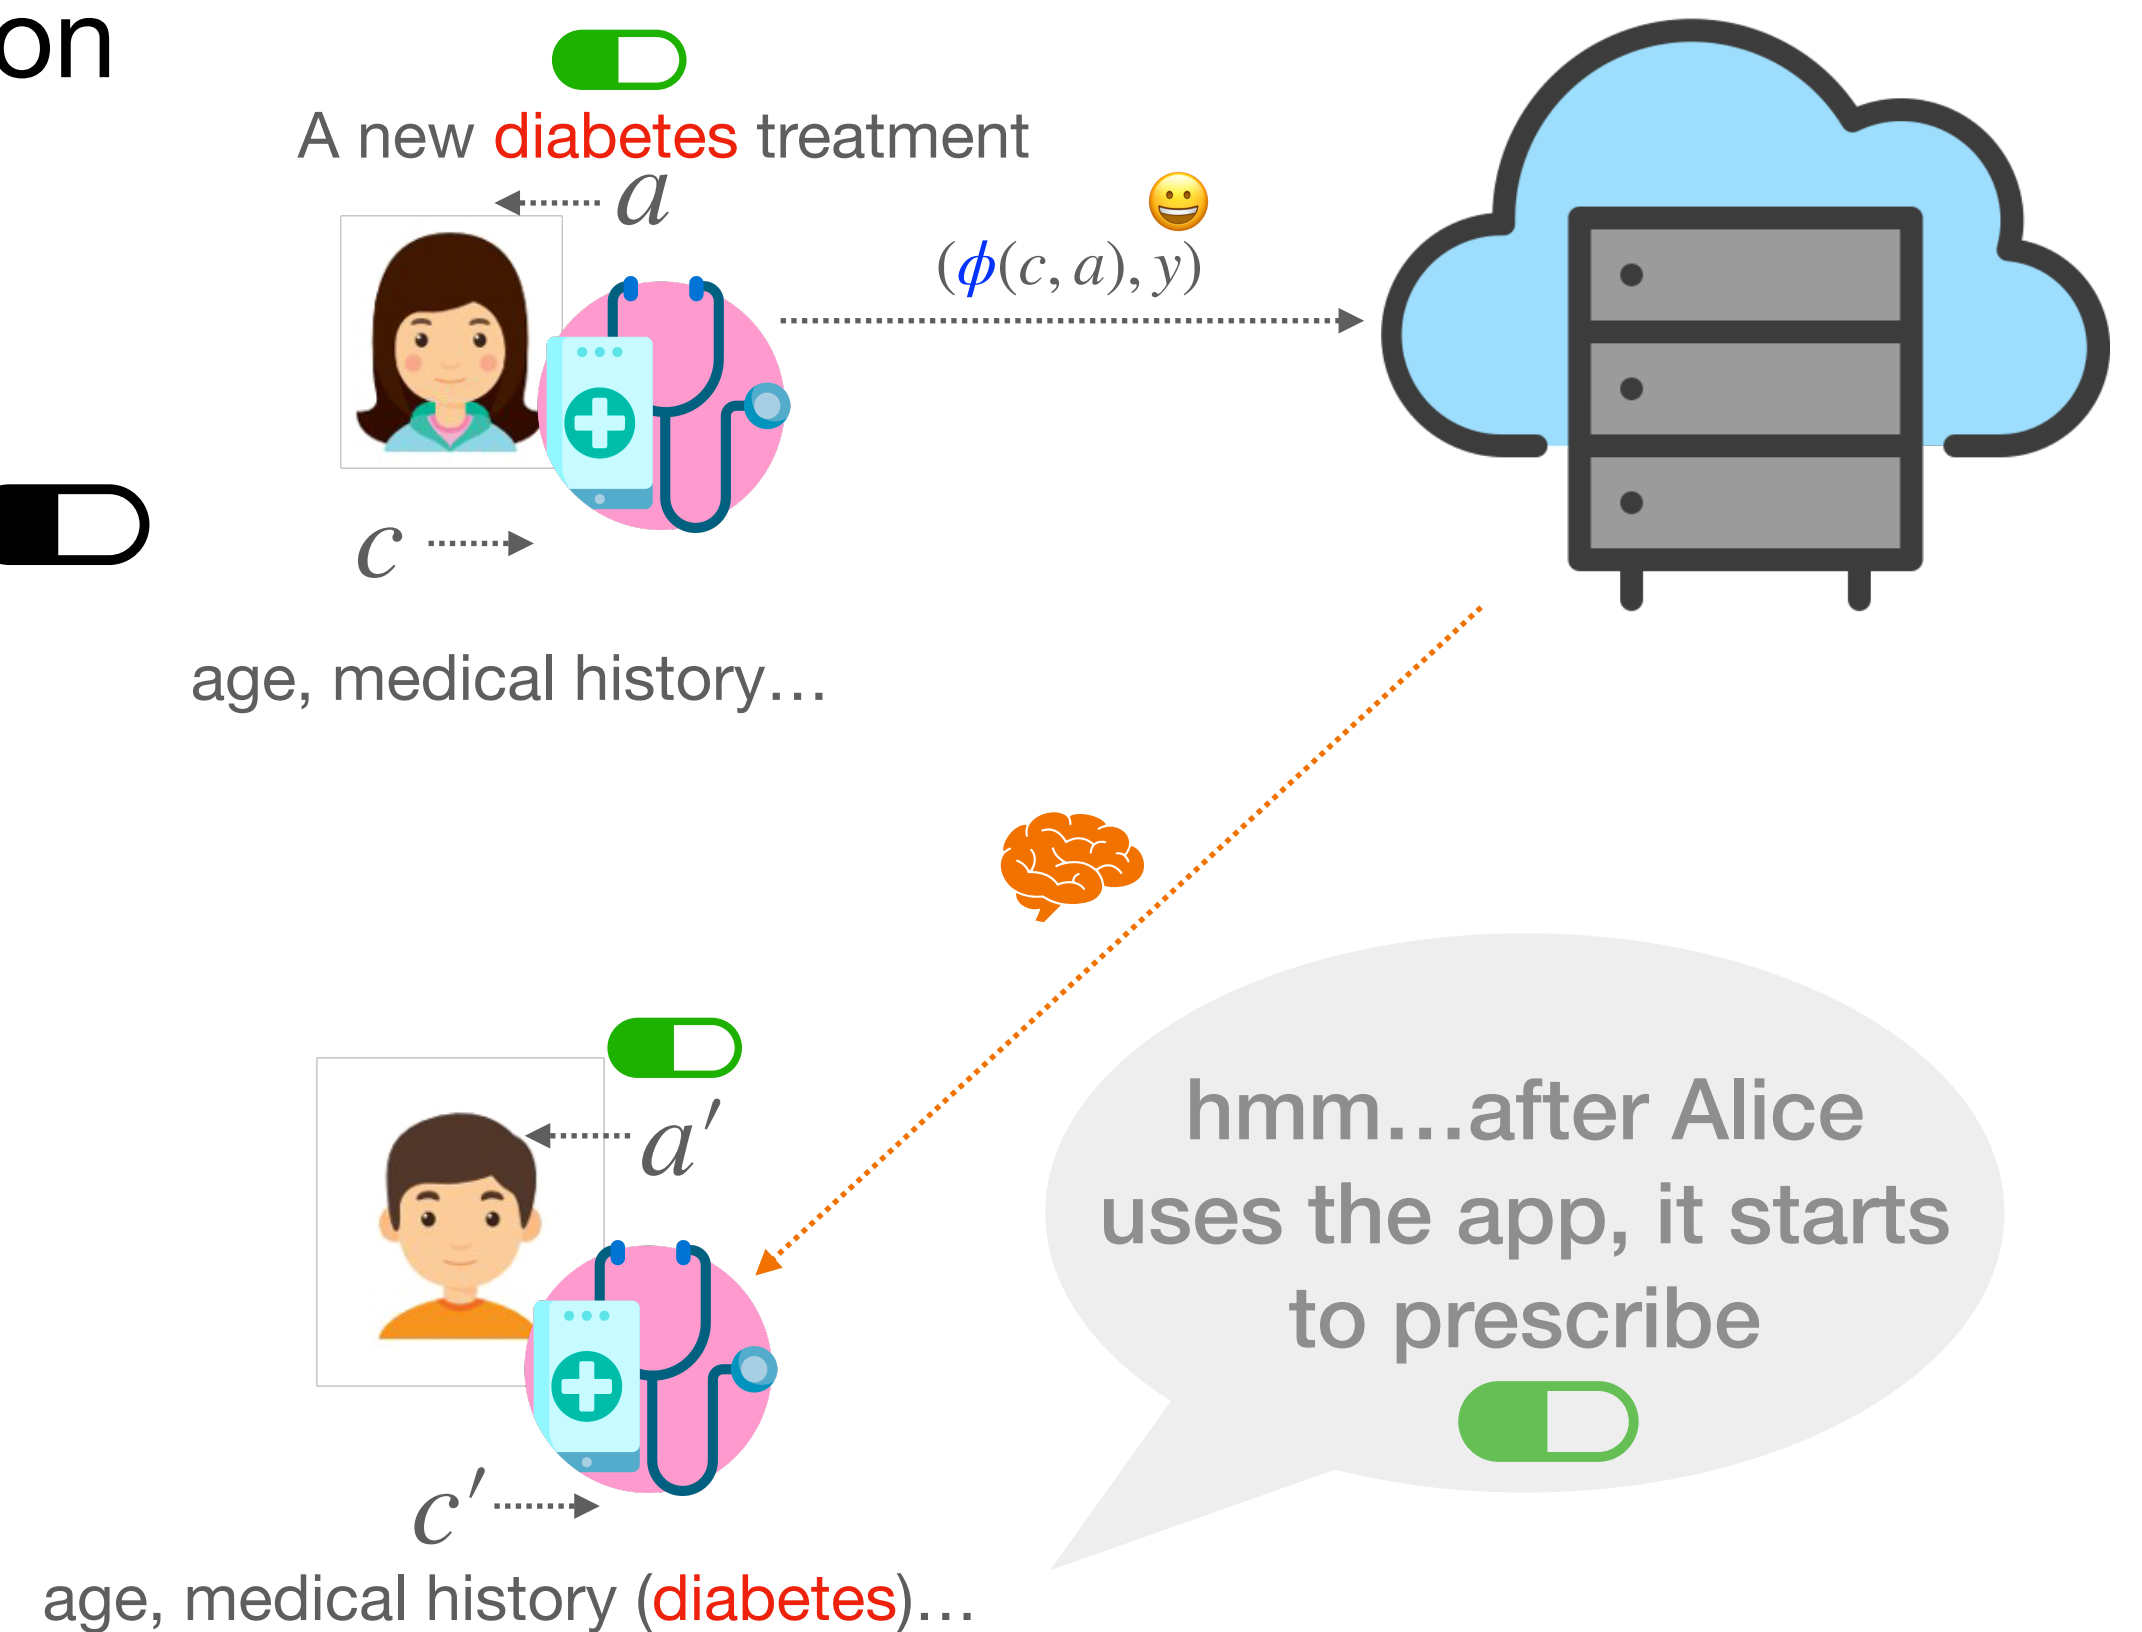 on
A new diabetes treatment
a
(ϕ(c, a), y)
c
age, medical history…
a′
hmm…after Alice
uses the app, it starts
to prescribe
c′
age, medical history (diabetes)…